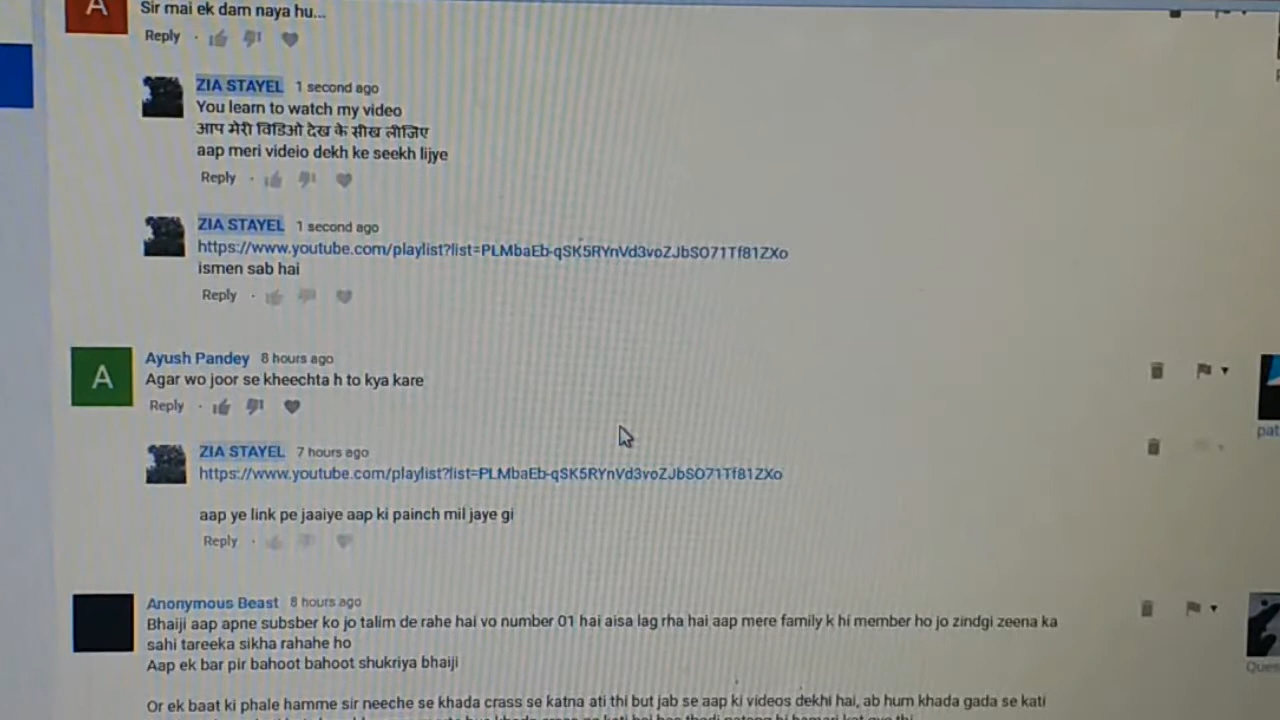 A
Sir mai ek dam naya hu...
Reply
ZIA STAYEL 1 second ago
You learn to watch my video
आप मेरी विडिओ देख के सीख लीजिए
aap meri videio dekh ke seekh lijye
Reply
ZIA STAYEL 1 second ago
https://www.youtube.com/playlist?list=PLMbaEb-qSK5RYnVd3voZJbSO71Tf81ZXo
ismen sab hai
Reply
A
Ayush Pandey 8 hours ago
Agar wo joor se kheechta h to kya kare
Reply
pat
ZIA STAYEL 7 hours ago
https://www.youtube.com/playlist?list=PLMbaEb-qSK5RYnVd3voZJbSO71Tf81ZXo
aap ye link pe jaaiye aap ki painch mil jaye gi
Reply
Anonymous Beast 8 hours ago
Bhaiji aap apne subsber ko jo talim de rahe hai vo number 01 hai aisa lag rha hai aap mere family k hi member ho jo zindgi zeena ka
sahi tareeka sikha rahahe ho
Aap ek bar pir bahoot bahoot shukriya bhaiji
Ques
Or ek baat ki phale hamme sir neeche se khada crass se katna ati thi but jab se aap ki videos dekhi hai, ab hum khada gada se kati